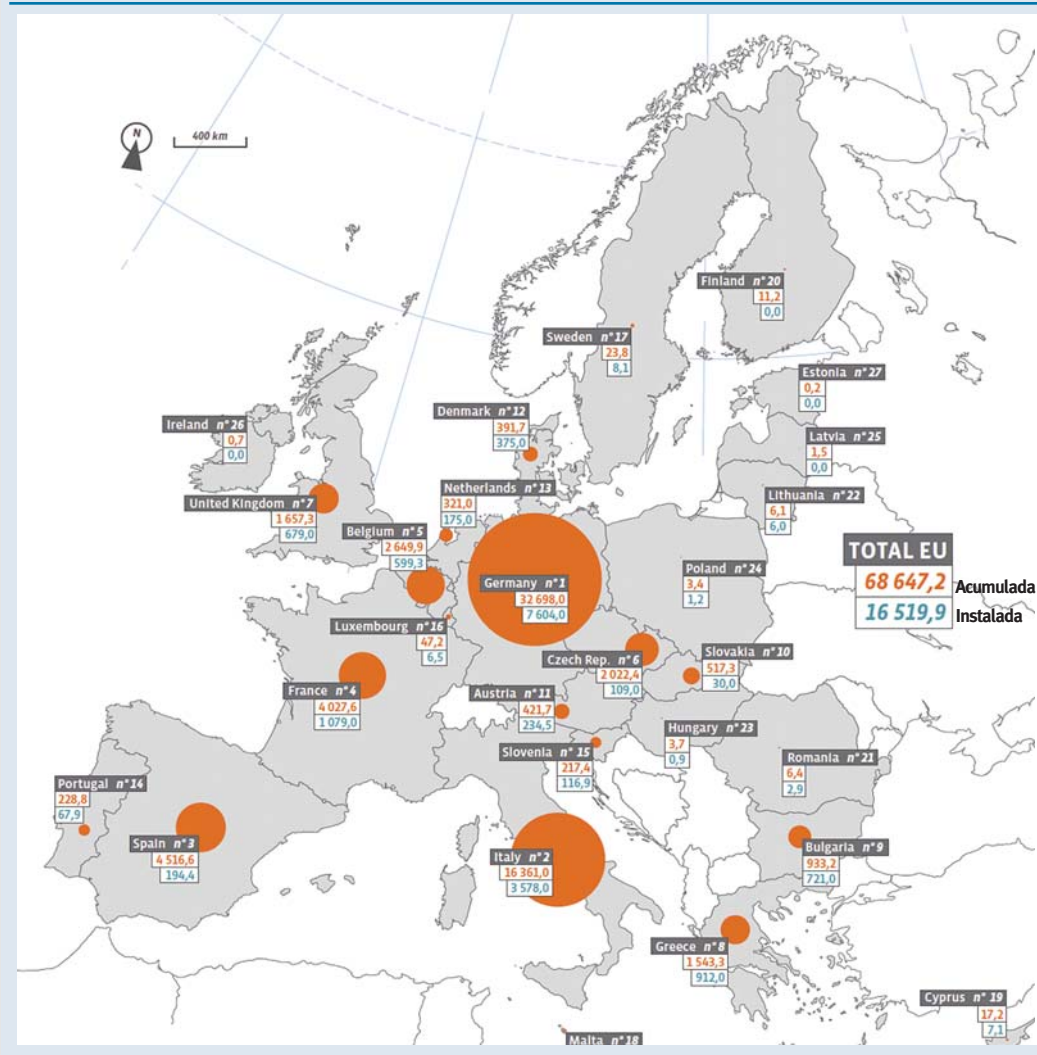 N
400 km
Finland n°20
11,2
0,0
Sweden n°17
23,8
8,1
Estonia n°27
0,2
0,0
Denmark n°12
391,7
375,0
Ireland n°26
0,7
0,0
Latvia n°25
1,5
0,0
Netherlands n°13
321,0
175,0
Lithuania n°22
6,1
6,0
United Kingdom n°7
1 657,3
679,0
Belgium n°5
2 649,9
599,3
TOTAL EU
68 647,2 Acumulada
16 519,9 Instalada
Germany n°1
32 698,0
7 604,0
Poland n°24
3,4
1,2
Luxembourg n°16
47,2
6,5
Czech Rep. n°6
2 022,4
109,0
Slovakia n°10
517,3
30,0
France n°4
4 027,6
1 079,0
Austria n°11
421,7
234,5
Hungary n°23
3,7
0,9
Slovenia n° 15
217,4
116,9
Romania n°21
6,4
2,9
Portugal n°14
228,8
67,9
Spain n°3
4 516,6
194,4
Italy n°2
16 361,0
3 578,0
Bulgaria n°9
933,2
721,0
Greece n°8
1 543,3
912,0
Cyprus n° 19
17,2
7,1
Malta n°18